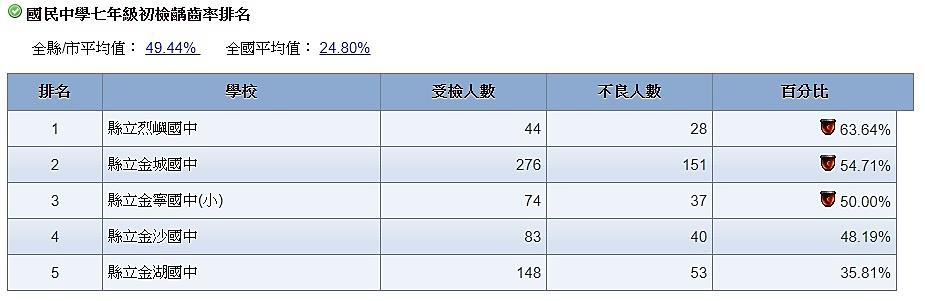 國民中學七年級初檢齲齒率排名
全縣/市平均值： 49.44% 全國平均值： 24.80%
排名 學校 受檢人數 不良人數 百分比
1 縣立烈嶼國中 44 28 63.64%
2 縣立金城國中 276 151 54.71%
3 縣立金寧國中(小) 74 37 50.00%
4 縣立金沙國中 83 40 48.19%
5 縣立金湖國中 148 53 35.81%